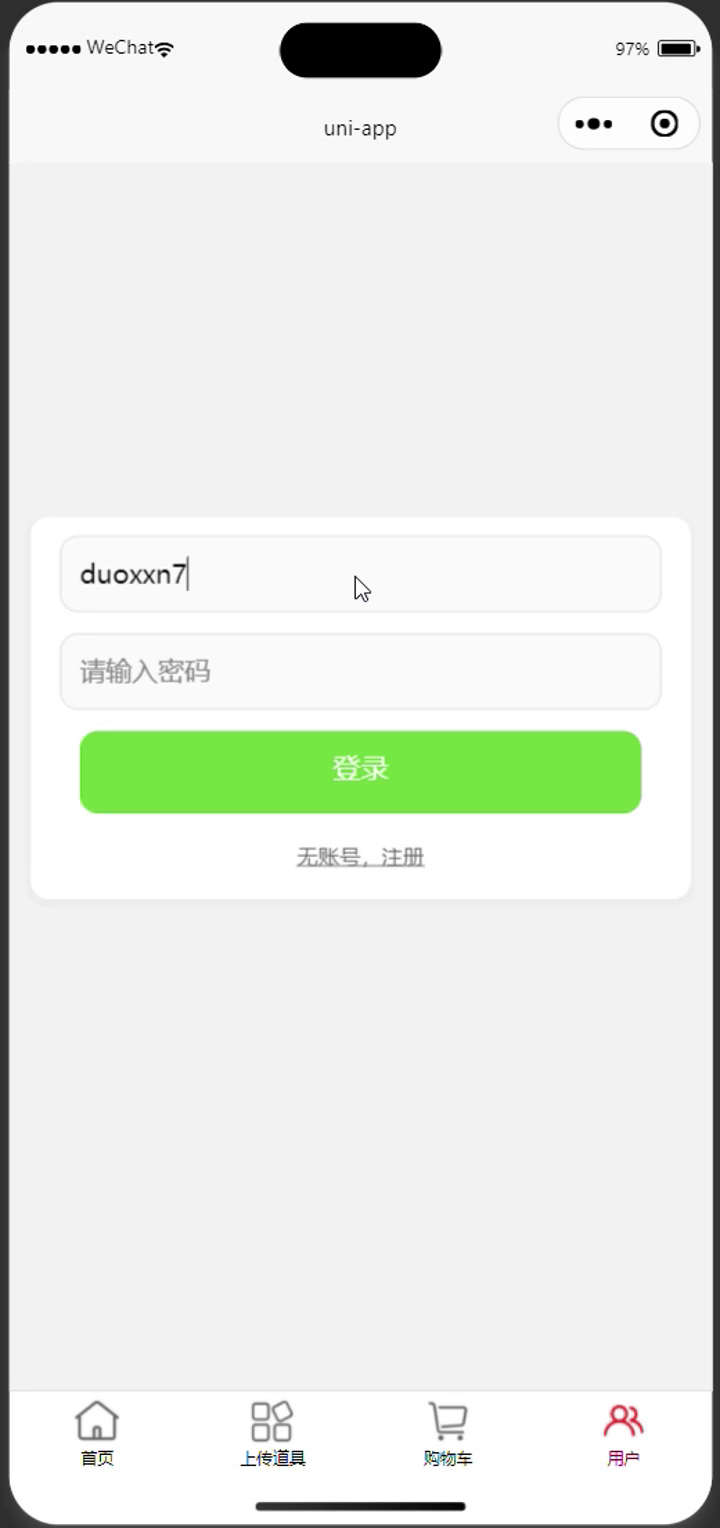 WeChat 97%
uni-app
duoxxn7
请输入密码
登录
无账号，注册
首页 上传道具 购物车 用户